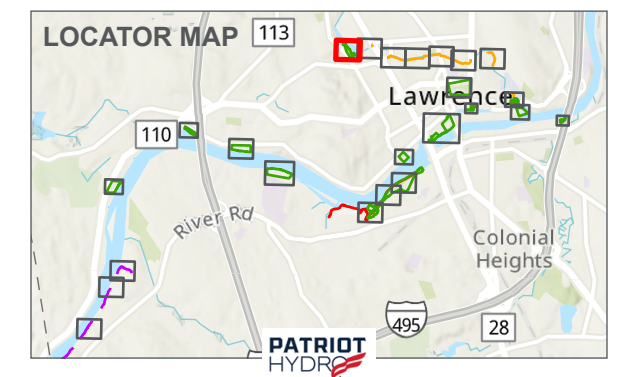 LOCATOR MAP
113
Lawrence
110
River Rd
Colonial
Heights
495
28
PATRIOT
HYDRO